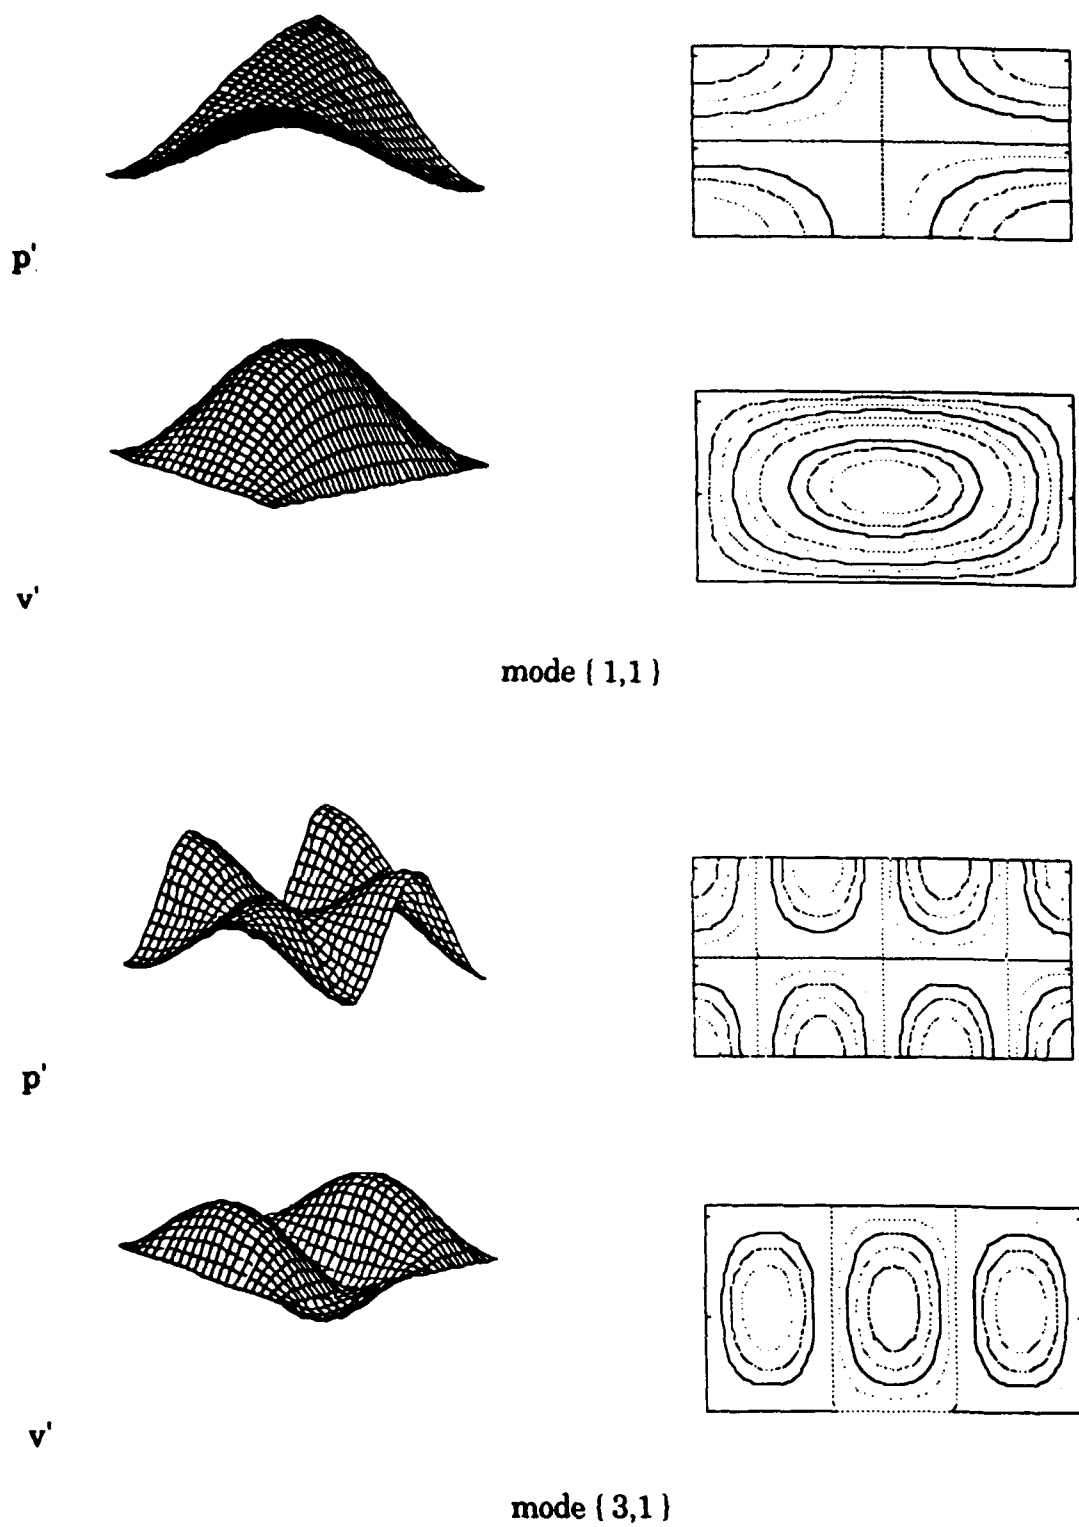 p'
v'
mode { 1,1 }
p'
v'
mode { 3,1 }